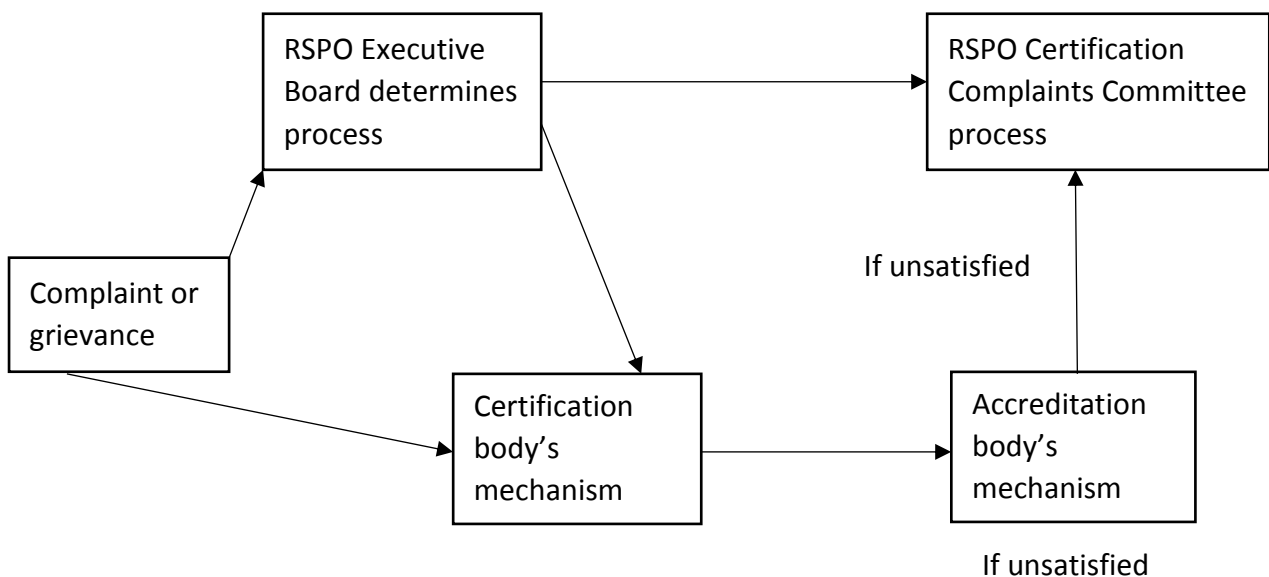 RSPO Executive
Board determines
process
RSPO Certification
Complaints Committee
process
If unsatisfied
Complaint or
grievance
Certification
body’s
mechanism
Accreditation
body’s
mechanism
If unsatisfied